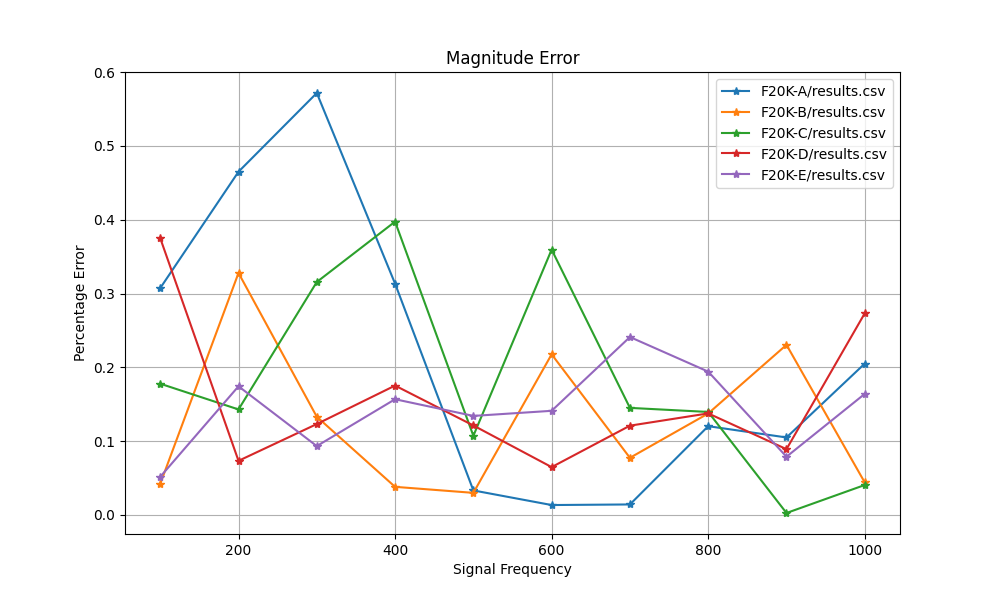 Magnitude Error
F20K-A/results.csv
F20K-B/results.csv
F20K-C/results.csv
F20K-D/results.csv
F20K-E/results.csv
Percentage Error
0.6
0.5
0.4
0.3
0.2
0.1
0.0
200 400 600 800 1000
Signal Frequency